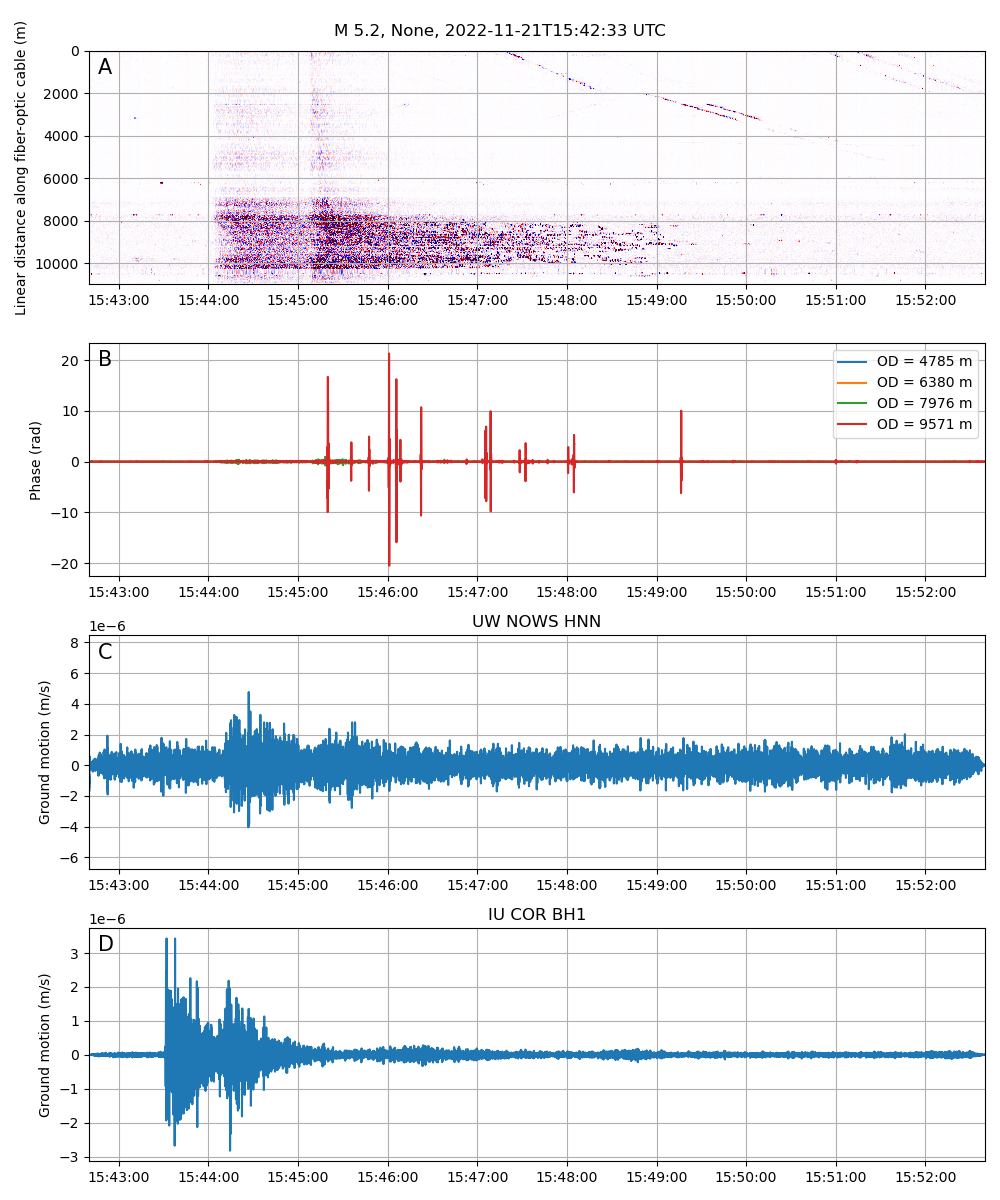 M 5.2, None, 2022-11-21T15:42:33 UTC
A
Linear distance along fiber-optic cable (m)
0
2000
4000
6000
8000
10000
15:43:00 15:44:00 15:45:00 15:46:00 15:47:00 15:48:00 15:49:00 15:50:00 15:51:00 15:52:00
B
Phase (rad)
20
10
0
−10
−20
OD = 4785 m
OD = 6380 m
OD = 7976 m
OD = 9571 m
15:43:00 15:44:00 15:45:00 15:46:00 15:47:00 15:48:00 15:49:00 15:50:00 15:51:00 15:52:00
UW NOWS HNN
1e−6
C
Ground motion (m/s)
8
6
4
2
0
−2
−4
−6
15:43:00 15:44:00 15:45:00 15:46:00 15:47:00 15:48:00 15:49:00 15:50:00 15:51:00 15:52:00
IU COR BH1
1e−6
D
Ground motion (m/s)
3
2
1
0
−1
−2
−3
15:43:00 15:44:00 15:45:00 15:46:00 15:47:00 15:48:00 15:49:00 15:50:00 15:51:00 15:52:00